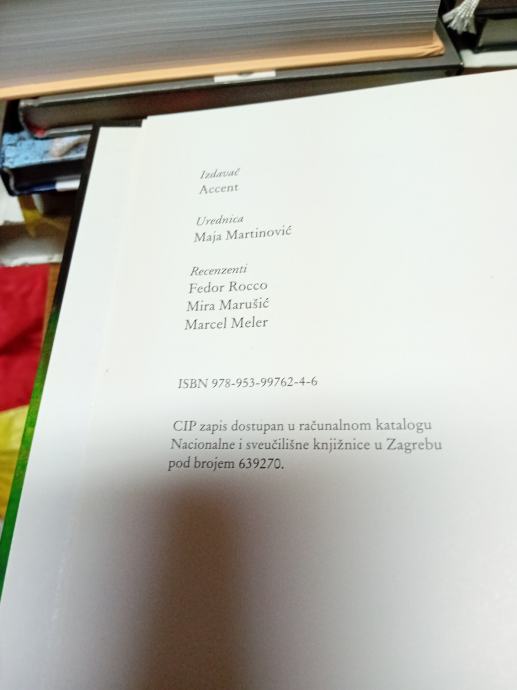 Izdavač
Accent
Urednica
Maja Martinović
Recenzenti
Fedor Rocco
Mira Marušić
Marcel Meler
ISBN 978-953-99762-4-6
CIP zapis dostupan u računalnom katalogu
Nacionalne i sveučilišne knjižnice u Zagrebu
pod brojem 639270.